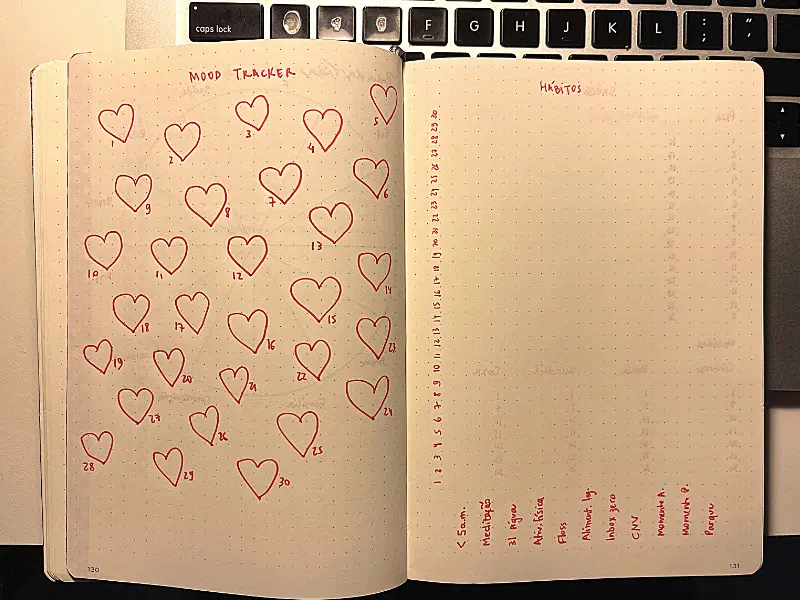 caps lock
F G H J K L : ; " '
MOOD TRACKER
1
2
3
4
5
9
8
7
6
10
11
12
13
14
18
17
16
15
23
19
20
21
22
24
27
26
25
28
29
30
130
HÁBITOS
1 2 3 4 5 6 7 8 9 10 11 12 13 14 15 16 17 18 19 20 21 22 23 24 25 26 27 28 29 30
< 5am.
Meditação
3l Água
Ativ. física
Floss
Aliment. lg.
Inbox zero
CNV
Momento A.
Momento P.
Parque
131